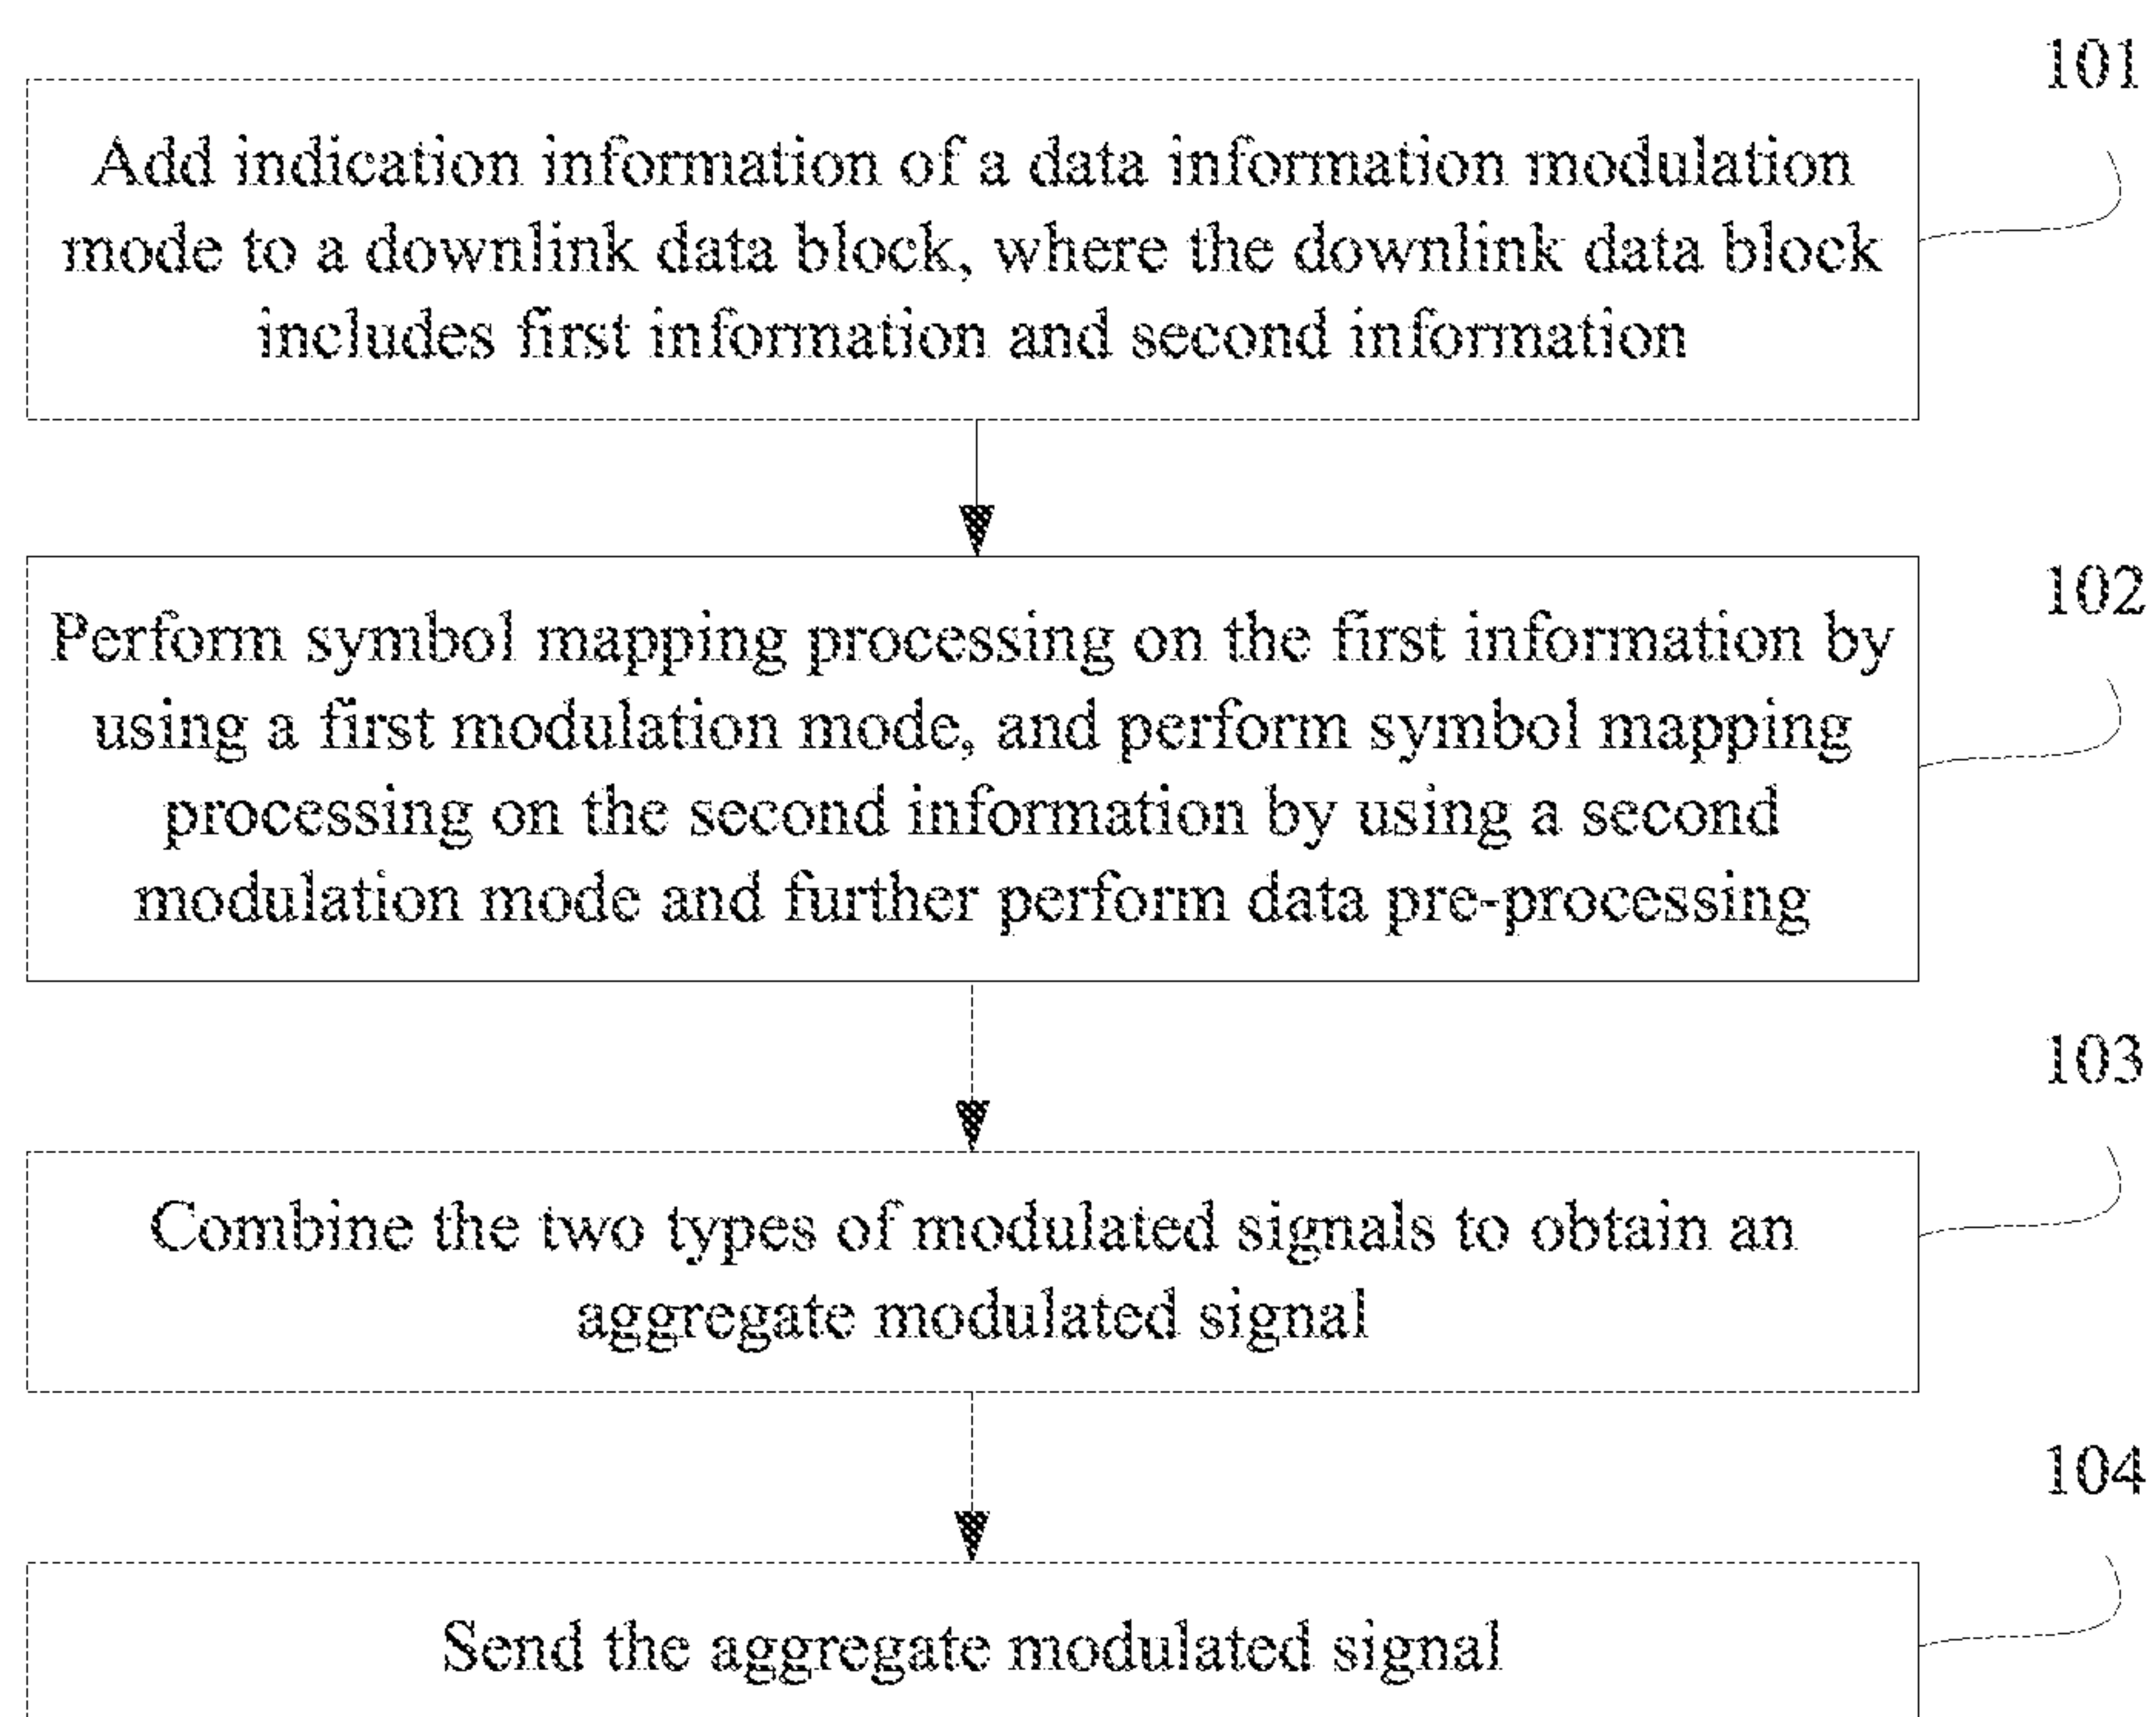 101
Add indication information of a data information modulation
mode to a downlink data block, where the downlink data block
includes first information and second information
102
Perform symbol mapping processing on the first information by
using a first modulation mode, and perform symbol mapping
processing on the second information by using a second
modulation mode and further perform data pre-processing
103
Combine the two types of modulated signals to obtain an
aggregate modulated signal
104
Send the aggregate modulated signal